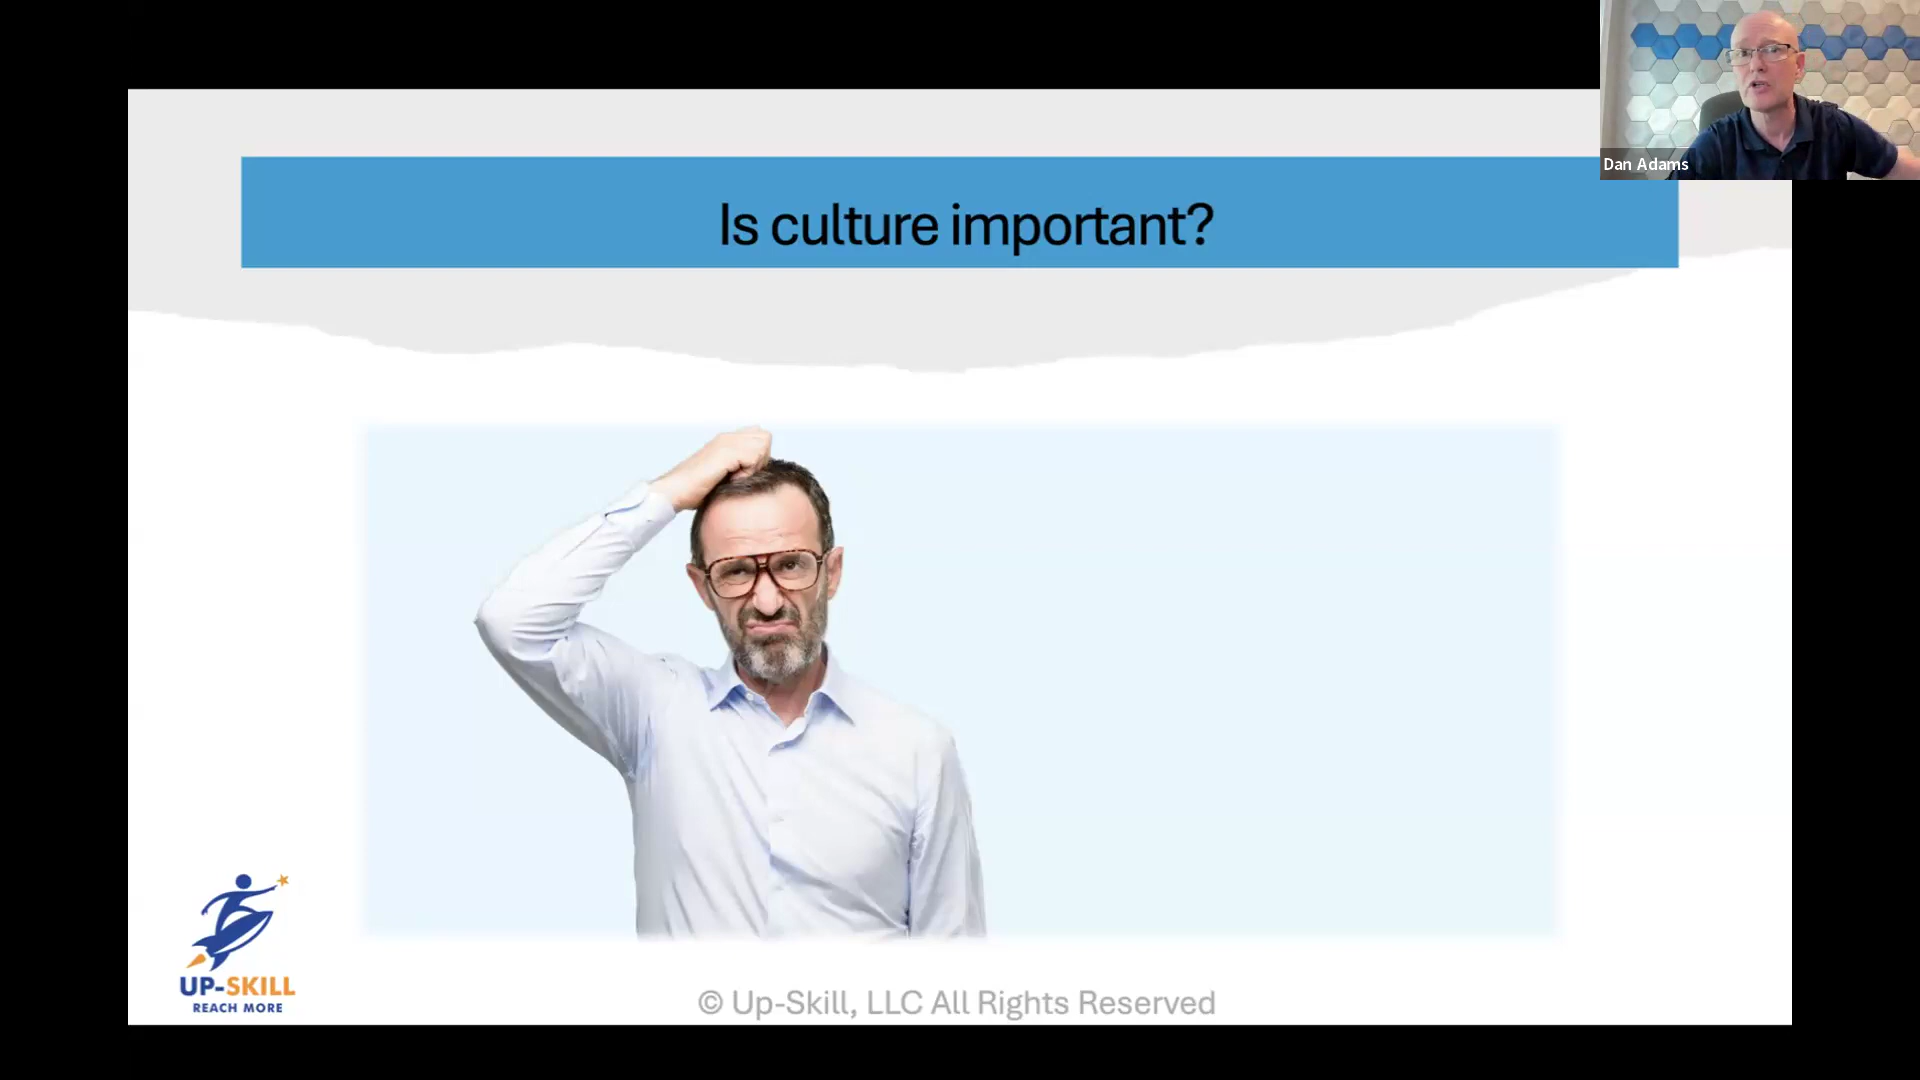 Dan Adams
Is culture important?
UP-SKILL
REACH MORE
© Up-Skill, LLC All Rights Reserved